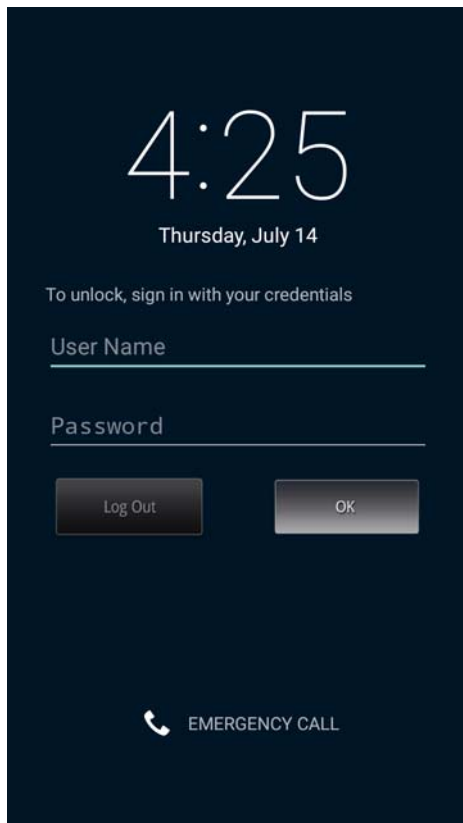 4:25
Thursday, July 14
To unlock, sign in with your credentials
User Name
Password
Log Out OK
EMERGENCY CALL